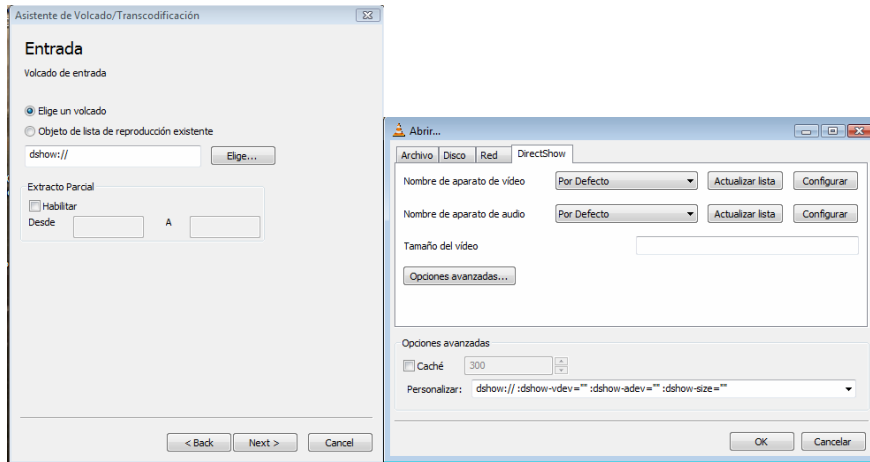 Asistente de Volcado/Transcodificación
Entrada
Volcado de entrada
Elige un volcado
Objeto de lista de reproducción existente
dshow://
Elige...
Extracto Parcial
Habilitar
Desde
A
< Back
Next >
Cancel
Abrir...
Archivo Disco Red DirectShow
Nombre de aparato de vídeo Por Defecto Actualizar lista Configurar
Nombre de aparato de audio Por Defecto Actualizar lista Configurar
Tamaño del vídeo
Opciones avanzadas...
Opciones avanzadas
Caché 300
Personalizar: dshow:// :dshow-vdev="" :dshow-adev="" :dshow-size=""
OK Cancelar